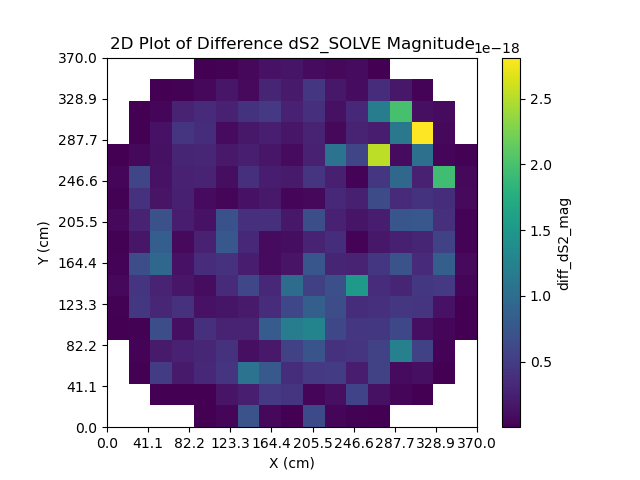 2D Plot of Difference dS2_SOLVE Magnitude
1e−18
370.0
328.9
287.7
246.6
205.5
164.4
123.3
82.2
41.1
0.0
Y (cm)
0.0 41.1 82.2 123.3 164.4 205.5 246.6 287.7 328.9 370.0
X (cm)
2.5
2.0
1.5
1.0
0.5
diff_dS2_mag